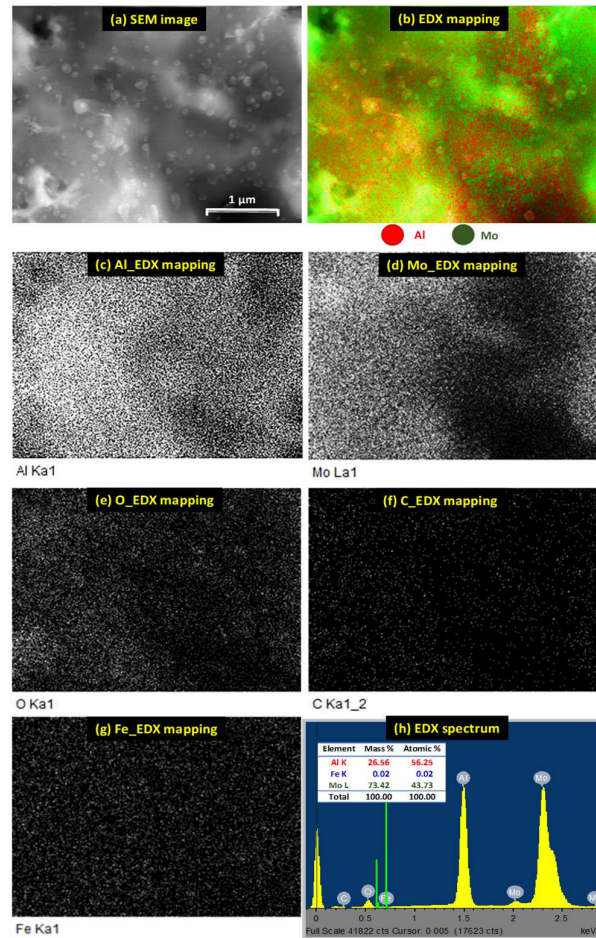 (a) SEM image
(b) EDX mapping
1 μm
Al Mo
(c) Al_EDX mapping
(d) Mo_EDX mapping
Al Ka1
Mo La1
(e) O_EDX mapping
(f) C_EDX mapping
O Ka1
C Ka1_2
(g) Fe_EDX mapping
(h) EDX spectrum
Element Mass % Atomic %
Al K 26.56 56.25
Fe K 0.02 0.02
Mo L 73.42 43.73
Total 100.00 100.00
Al
Mo
C
O
Fe
Mo
M
0 0.5 1 1.5 2 2.5
Full Scale 41822 cts Cursor: 0.005 (17623 cts) keV
Fe Ka1